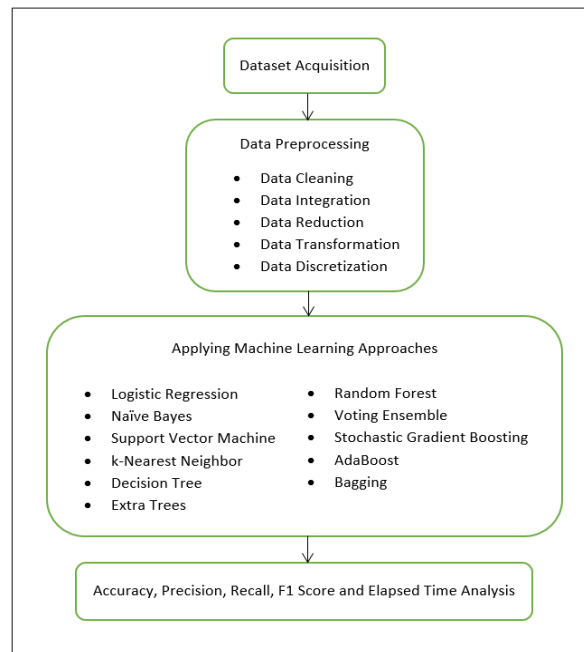 Dataset Acquisition
Data Preprocessing
• Data Cleaning
• Data Integration
• Data Reduction
• Data Transformation
• Data Discretization
Applying Machine Learning Approaches
• Logistic Regression
• Naïve Bayes
• Support Vector Machine
• k-Nearest Neighbor
• Decision Tree
• Extra Trees
• Random Forest
• Voting Ensemble
• Stochastic Gradient Boosting
• AdaBoost
• Bagging
Accuracy, Precision, Recall, F1 Score and Elapsed Time Analysis